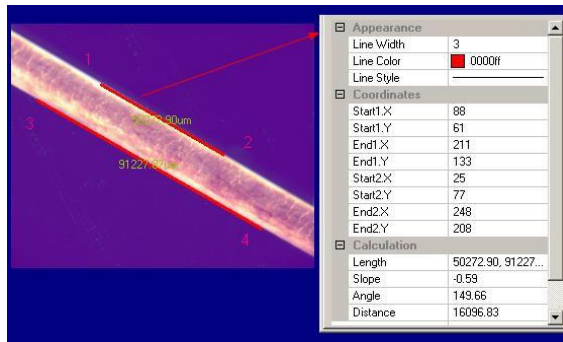 1
2
3
4
91227.67um
Appearance
Line Width 3
Line Color 0000ff
Line Style
Coordinates
Start1.X 88
Start1.Y 61
End1.X 211
End1.Y 133
Start2.X 25
Start2.Y 77
End2.X 248
End2.Y 208
Calculation
Length 50272.90, 91227...
Slope -0.59
Angle 149.66
Distance 16096.83